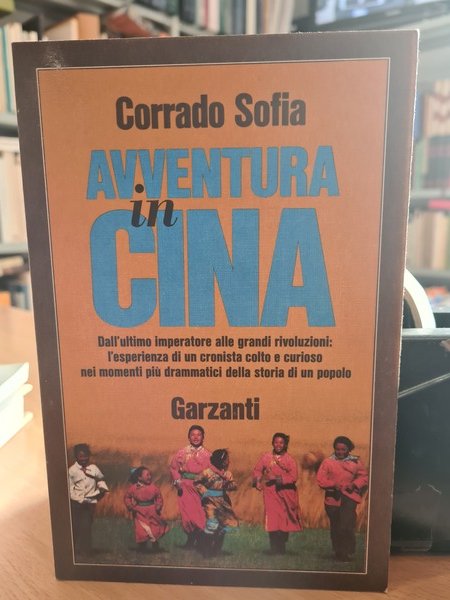 Corrado Sofia
AVVENTURA
in
CINA
Dall'ultimo imperatore alle grandi rivoluzioni:
l'esperienza di un cronista colto e curioso
nei momenti più drammatici della storia di un popolo
Garzanti